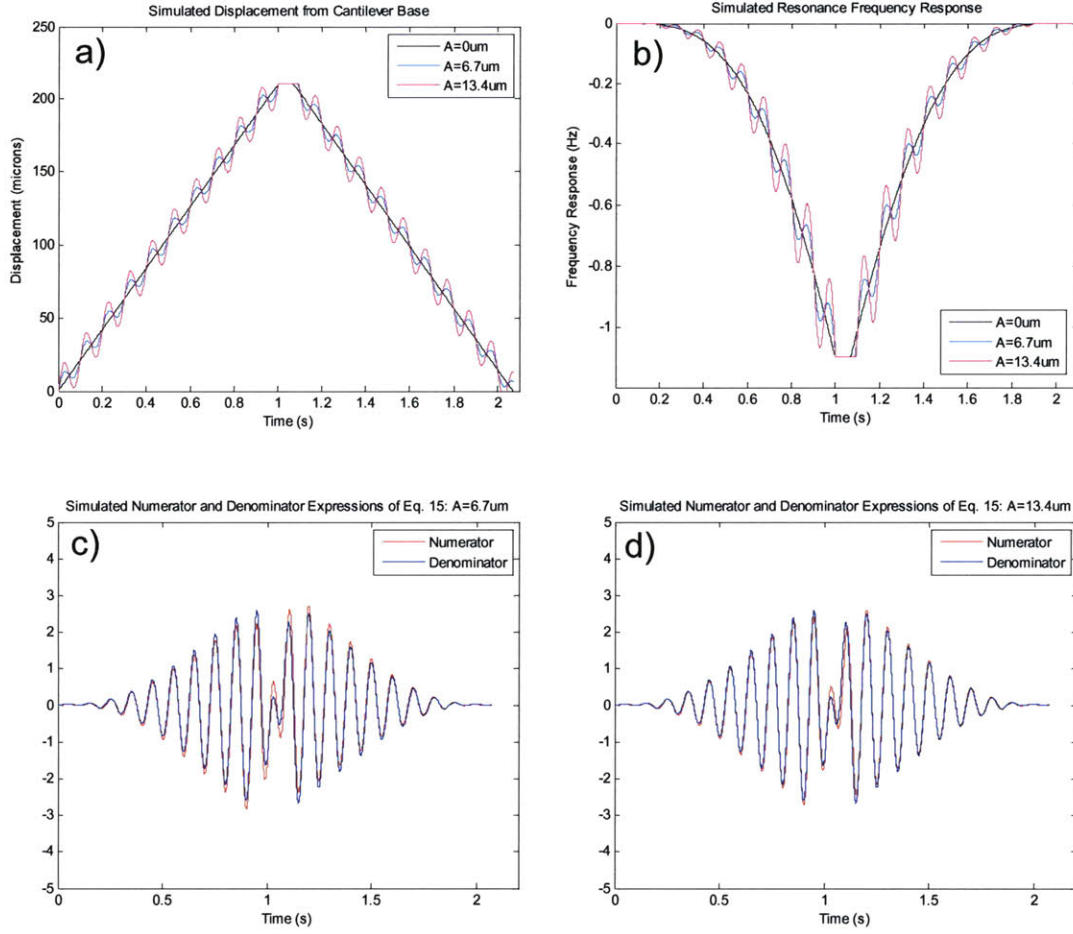 Simulated Displacement from Cantilever Base
a)
A=0um
A=6.7um
A=13.4um
250
200
150
100
50
0
Displacement (microns)
0 0.2 0.4 0.6 0.8 1 1.2 1.4 1.6 1.8 2
Time (s)
Simulated Resonance Frequency Response
b)
0
-0.2
-0.4
-0.6
-0.8
-1
Frequency Response (Hz)
A=0um
A=6.7um
A=13.4um
0 0.2 0.4 0.6 0.8 1 1.2 1.4 1.6 1.8 2
Time (s)
Simulated Numerator and Denominator Expressions of Eq. 15: A=6.7um
c)
Numerator
Denominator
5
4
3
2
1
0
-1
-2
-3
-4
-5
0 0.5 1 1.5 2
Time (s)
Simulated Numerator and Denominator Expressions of Eq. 15: A=13.4um
d)
Numerator
Denominator
5
4
3
2
1
0
-1
-2
-3
-4
-5
0 0.5 1 1.5 2
Time (s)